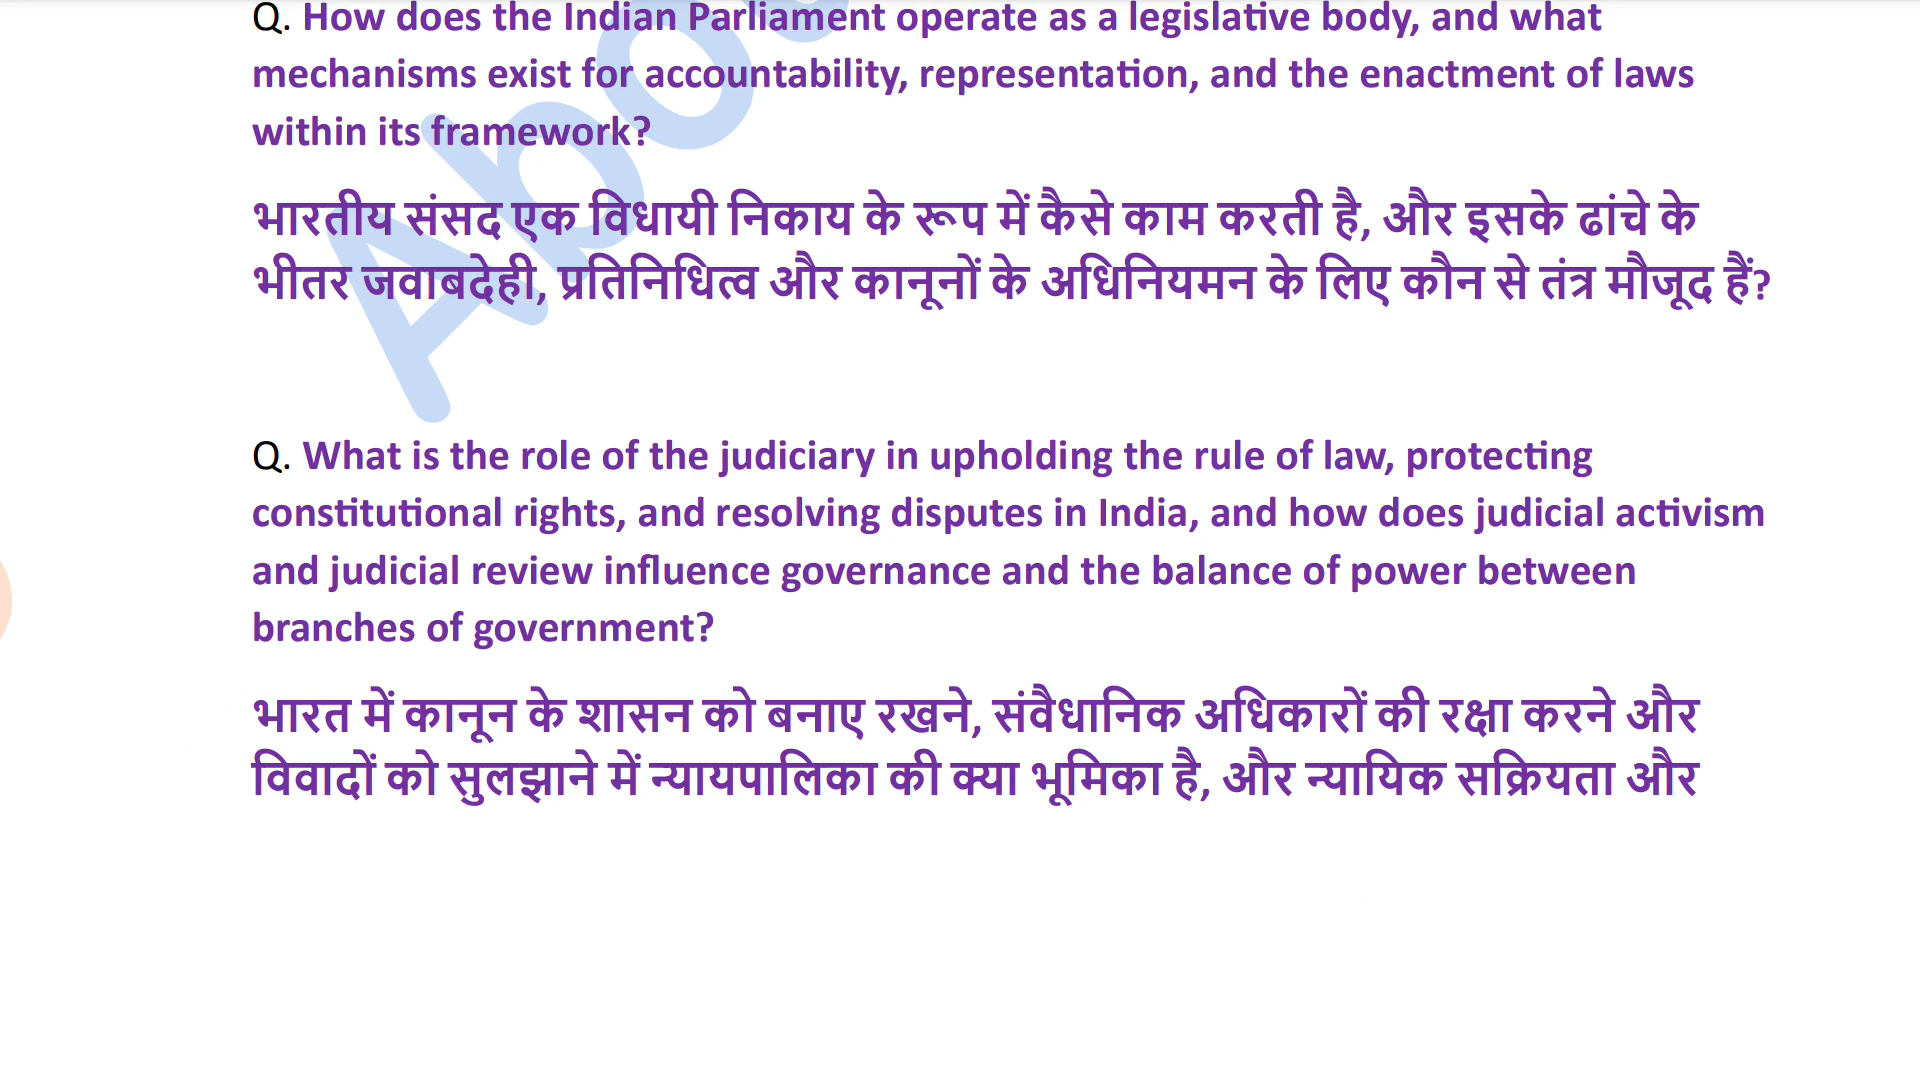 Q. How does the Indian Parliament operate as a legislative body, and what
mechanisms exist for accountability, representation, and the enactment of laws
within its framework?
भारतीय संसद एक विधायी निकाय के रूप में कैसे काम करती है, और इसके ढांचे के
भीतर जवाबदेही, प्रतिनिधित्व और कानूनों के अधिनियमन के लिए कौन से तंत्र मौजूद हैं?
Q. What is the role of the judiciary in upholding the rule of law, protecting
constitutional rights, and resolving disputes in India, and how does judicial activism
and judicial review influence governance and the balance of power between
branches of government?
भारत में कानून के शासन को बनाए रखने, संवैधानिक अधिकारों की रक्षा करने और
विवादों को सुलझाने में न्यायपालिका की क्या भूमिका है, और न्यायिक सक्रियता और